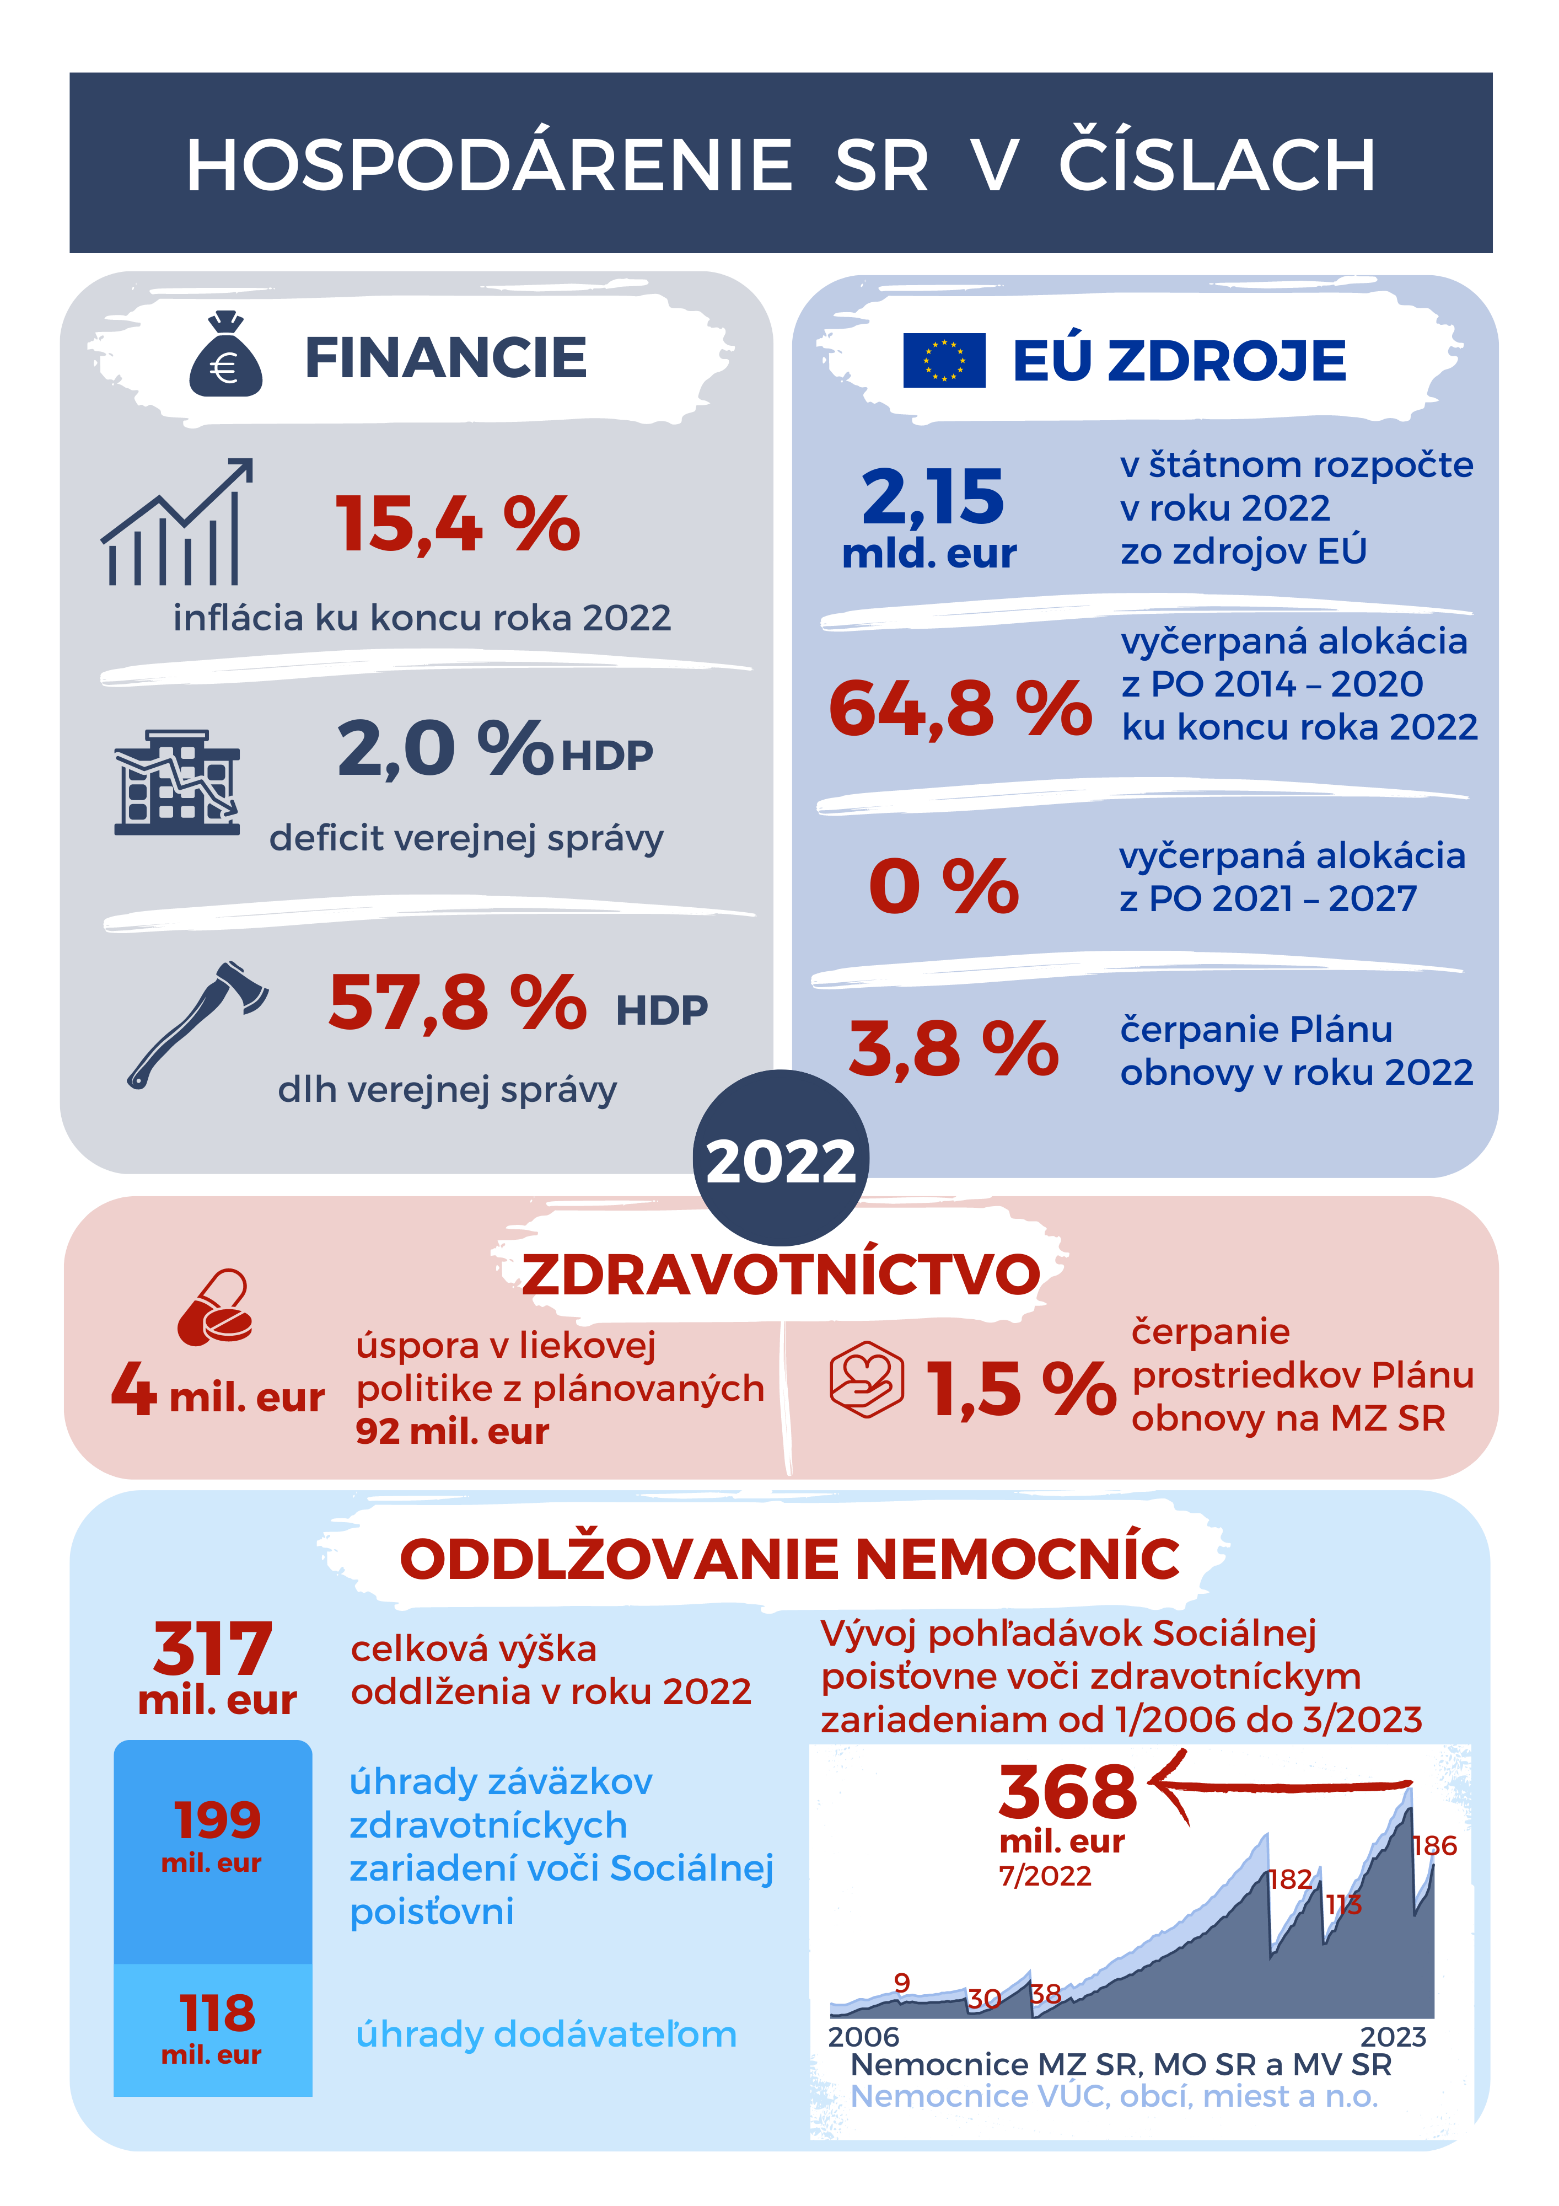 HOSPODÁRENIE SR V ČÍSLACH
FINANCIE
15,4 %
inflácia ku koncu roka 2022
2,0 % HDP
deficit verejnej správy
57,8 % HDP
dlh verejnej správy
EÚ ZDROJE
2,15
mld. eur
v štátnom rozpočte
v roku 2022
zo zdrojov EÚ
64,8 %
vyčerpaná alokácia
z PO 2014 – 2020
ku koncu roka 2022
0 %
vyčerpaná alokácia
z PO 2021 – 2027
3,8 %
čerpanie Plánu
obnovy v roku 2022
2022
ZDRAVOTNÍCTVO
4 mil. eur
úspora v liekovej
politike z plánovaných
92 mil. eur
1,5 %
čerpanie
prostriedkov Plánu
obnovy na MZ SR
ODDLŽOVANIE NEMOCNÍC
317
mil. eur
celková výška
oddlženia v roku 2022
199
mil. eur
úhrady záväzkov
zdravotníckych
zariadení voči Sociálnej
poisťovni
118
mil. eur
úhrady dodávateľom
Vývoj pohľadávok Sociálnej
poisťovne voči zdravotníckym
zariadeniam od 1/2006 do 3/2023
368
mil. eur
7/2022
186
182
113
9
30
38
2006
2023
Nemocnice MZ SR, MO SR a MV SR
Nemocnice VÚC, obcí, miest a n.o.